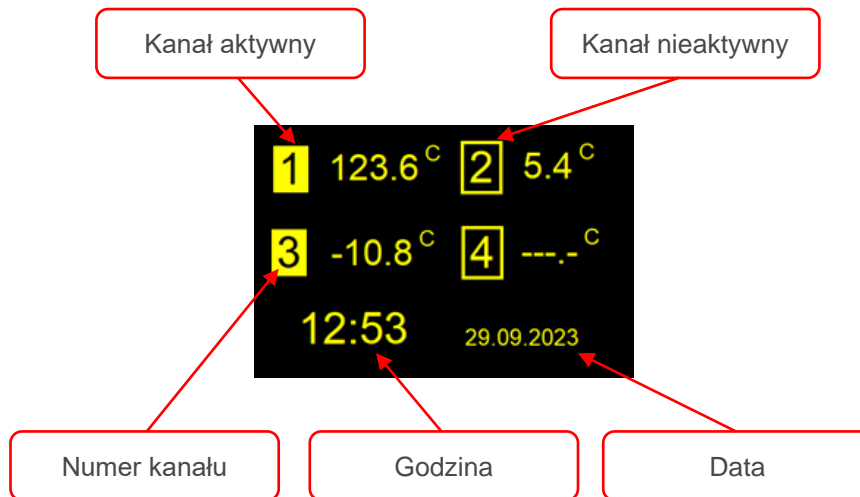 Kanał aktywny
Kanał nieaktywny
1 123.6 C 2 5.4 C
3 -10.8 C 4 ---.- C
12:53 29.09.2023
Numer kanału
Godzina
Data